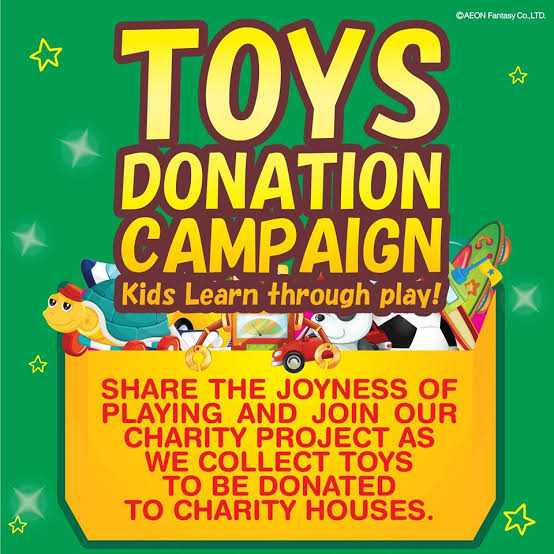 ©AEON Fantasy Co.,LTD.
TOYS
DONATION
CAMPAIGN
Kids Learn through play!
SHARE THE JOYNESS OF
PLAYING AND JOIN OUR
CHARITY PROJECT AS
WE COLLECT TOYS
TO BE DONATED
TO CHARITY HOUSES.